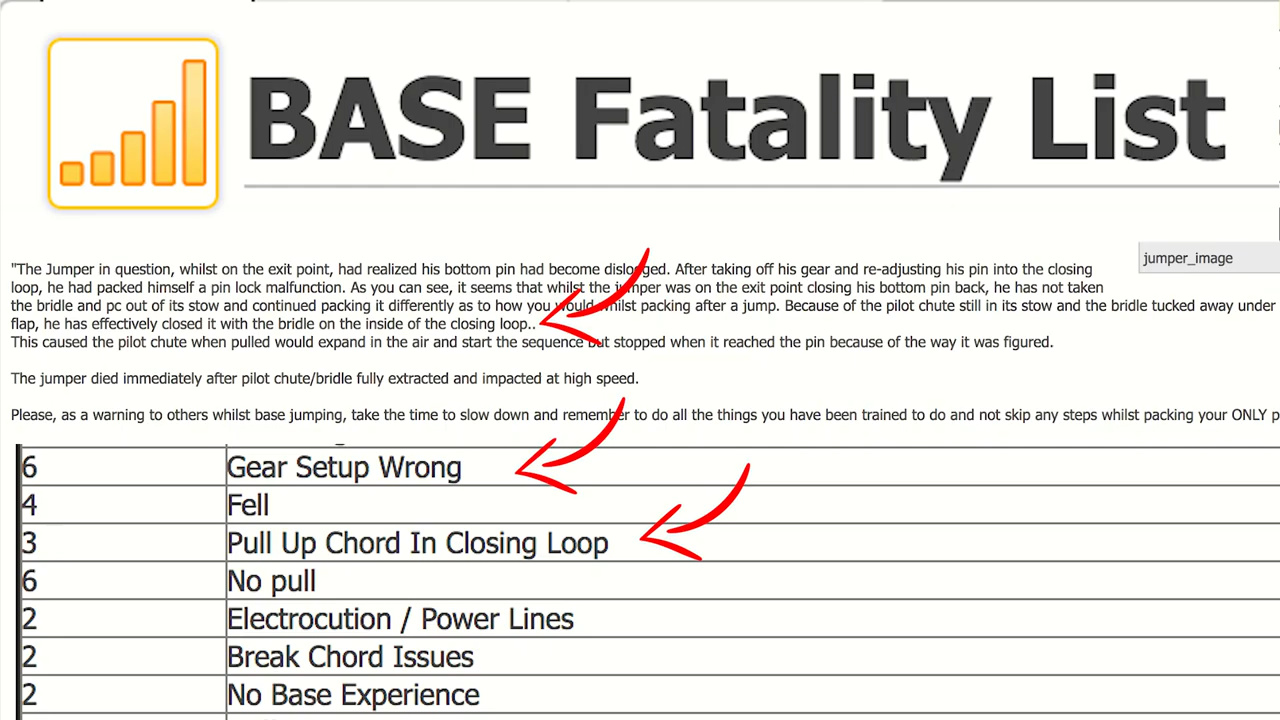 BASE Fatality List
jumper_image
"The Jumper in question, whilst on the exit point, had realized his bottom pin had become dislodged. After taking off his gear and re-adjusting his pin into the closing
loop, he had packed himself a pin lock malfunction. As you can see, it seems that whilst the jumper was on the exit point closing his bottom pin back, he has not taken
the bridle and pc out of its stow and continued packing it differently as to how you would whilst packing after a jump. Because of the pilot chute still in its stow and the bridle tucked away under
flap, he has effectively closed it with the bridle on the inside of the closing loop..
This caused the pilot chute when pulled would expand in the air and start the sequence but stopped when it reached the pin because of the way it was figured.
The jumper died immediately after pilot chute/bridle fully extracted and impacted at high speed.
Please, as a warning to others whilst base jumping, take the time to slow down and remember to do all the things you have been trained to do and not skip any steps whilst packing your ONLY p
6 Gear Setup Wrong
4 Fell
3 Pull Up Chord In Closing Loop
6 No pull
2 Electrocution / Power Lines
2 Break Chord Issues
2 No Base Experience